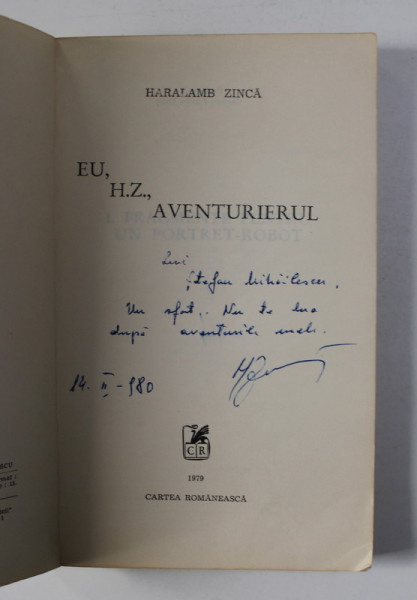 HARALAMB ZINCĂ
EU,
H.Z.,
AVENTURIERUL
Lui
Ștefan Mihăilescu,
Un sfat. Nu te lua
după aventurile mele.
14. II - 980
C R
1979
CARTEA ROMÂNEASCĂ